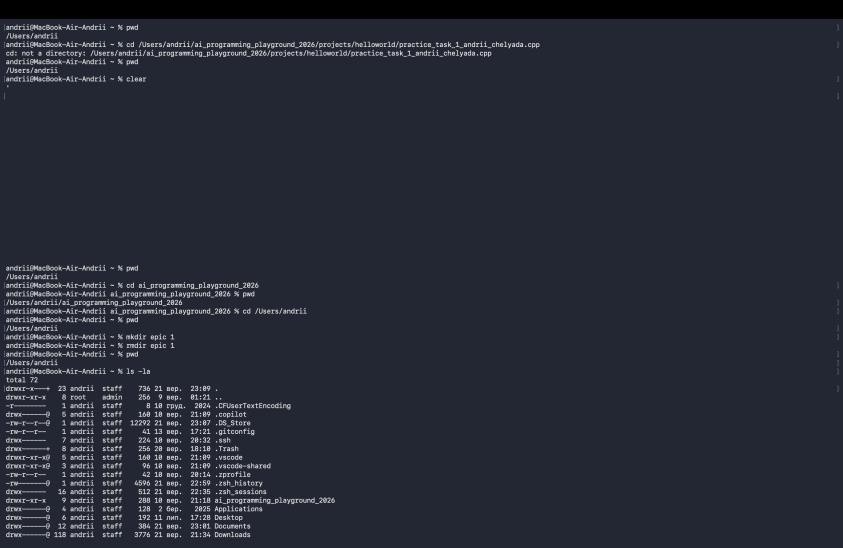 andrii@MacBook-Air-Andrii ~ % pwd
/Users/andrii
andrii@MacBook-Air-Andrii ~ % cd /Users/andrii/ai_programming_playground_2026/projects/helloworld/practice_task_1_andrii_chelyada.cpp
cd: not a directory: /Users/andrii/ai_programming_playground_2026/projects/helloworld/practice_task_1_andrii_chelyada.cpp
andrii@MacBook-Air-Andrii ~ % pwd
/Users/andrii
andrii@MacBook-Air-Andrii ~ % clear
'
andrii@MacBook-Air-Andrii ~ % pwd
/Users/andrii
andrii@MacBook-Air-Andrii ~ % cd ai_programming_playground_2026
andrii@MacBook-Air-Andrii ai_programming_playground_2026 % pwd
/Users/andrii/ai_programming_playground_2026
andrii@MacBook-Air-Andrii ai_programming_playground_2026 % cd /Users/andrii
andrii@MacBook-Air-Andrii ~ % pwd
/Users/andrii
andrii@MacBook-Air-Andrii ~ % mkdir epic 1
andrii@MacBook-Air-Andrii ~ % rmdir epic 1
andrii@MacBook-Air-Andrii ~ % pwd
/Users/andrii
andrii@MacBook-Air-Andrii ~ % ls -la
total 72
drwxr-x---+ 23 andrii staff 736 21 вер. 23:09 .
drwxr-xr-x 8 root admin 256 9 вер. 01:21 ..
-r-------- 1 andrii staff 8 10 груд. 2024 .CFUserTextEncoding
drwx------@ 5 andrii staff 160 10 вер. 21:09 .copilot
-rw-r--r--@ 1 andrii staff 12292 21 вер. 23:07 .DS_Store
-rw-r--r-- 1 andrii staff 41 13 вер. 17:21 .gitconfig
drwx------ 7 andrii staff 224 10 вер. 20:32 .ssh
drwx------+ 8 andrii staff 256 20 вер. 18:10 .Trash
drwxr-xr-x@ 5 andrii staff 160 10 вер. 21:09 .vscode
drwxr-xr-x@ 3 andrii staff 96 10 вер. 21:09 .vscode-shared
-rw-r--r-- 1 andrii staff 42 10 вер. 20:14 .zprofile
-rw-------@ 1 andrii staff 4596 21 вер. 22:59 .zsh_history
drwx------ 16 andrii staff 512 21 вер. 22:35 .zsh_sessions
drwxr-xr-x 9 andrii staff 288 10 вер. 21:18 ai_programming_playground_2026
drwx------@ 4 andrii staff 128 2 бер. 2025 Applications
drwx------@ 6 andrii staff 192 11 лип. 17:28 Desktop
drwx------@ 12 andrii staff 384 21 вер. 23:01 Documents
drwx------@ 118 andrii staff 3776 21 вер. 21:34 Downloads